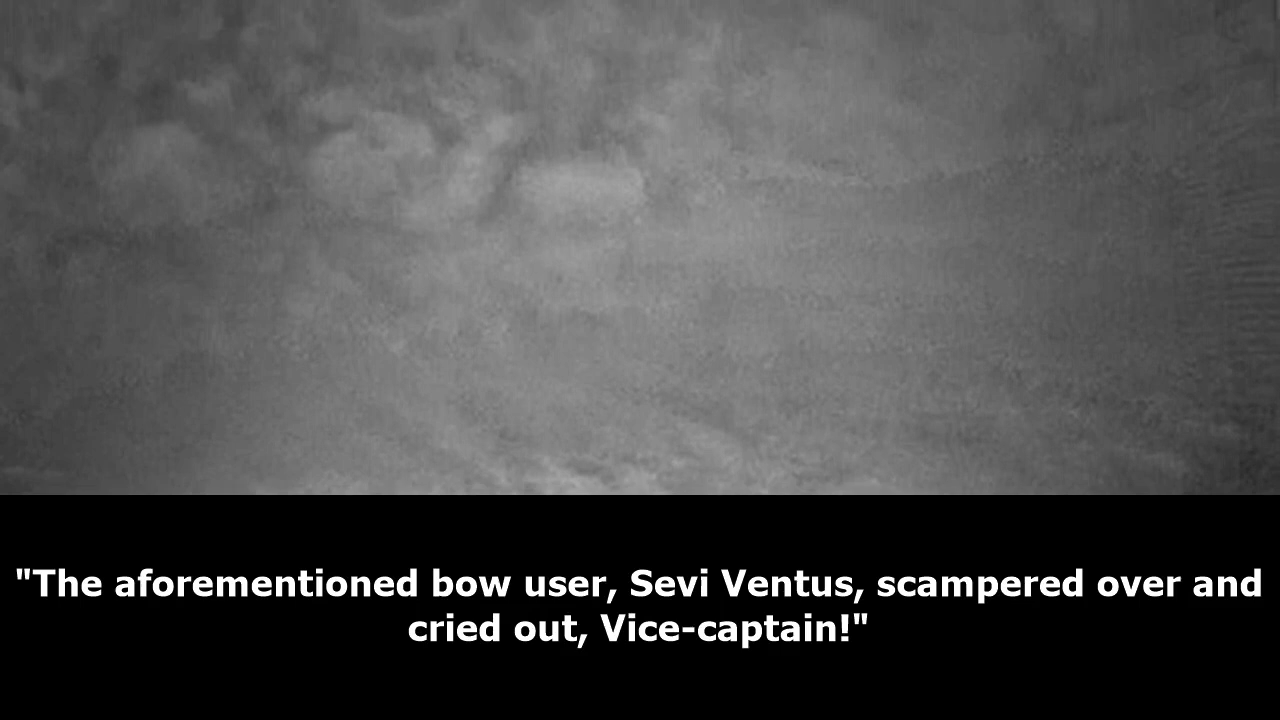 "The aforementioned bow user, Sevi Ventus, scampered over and
cried out, Vice-captain!"